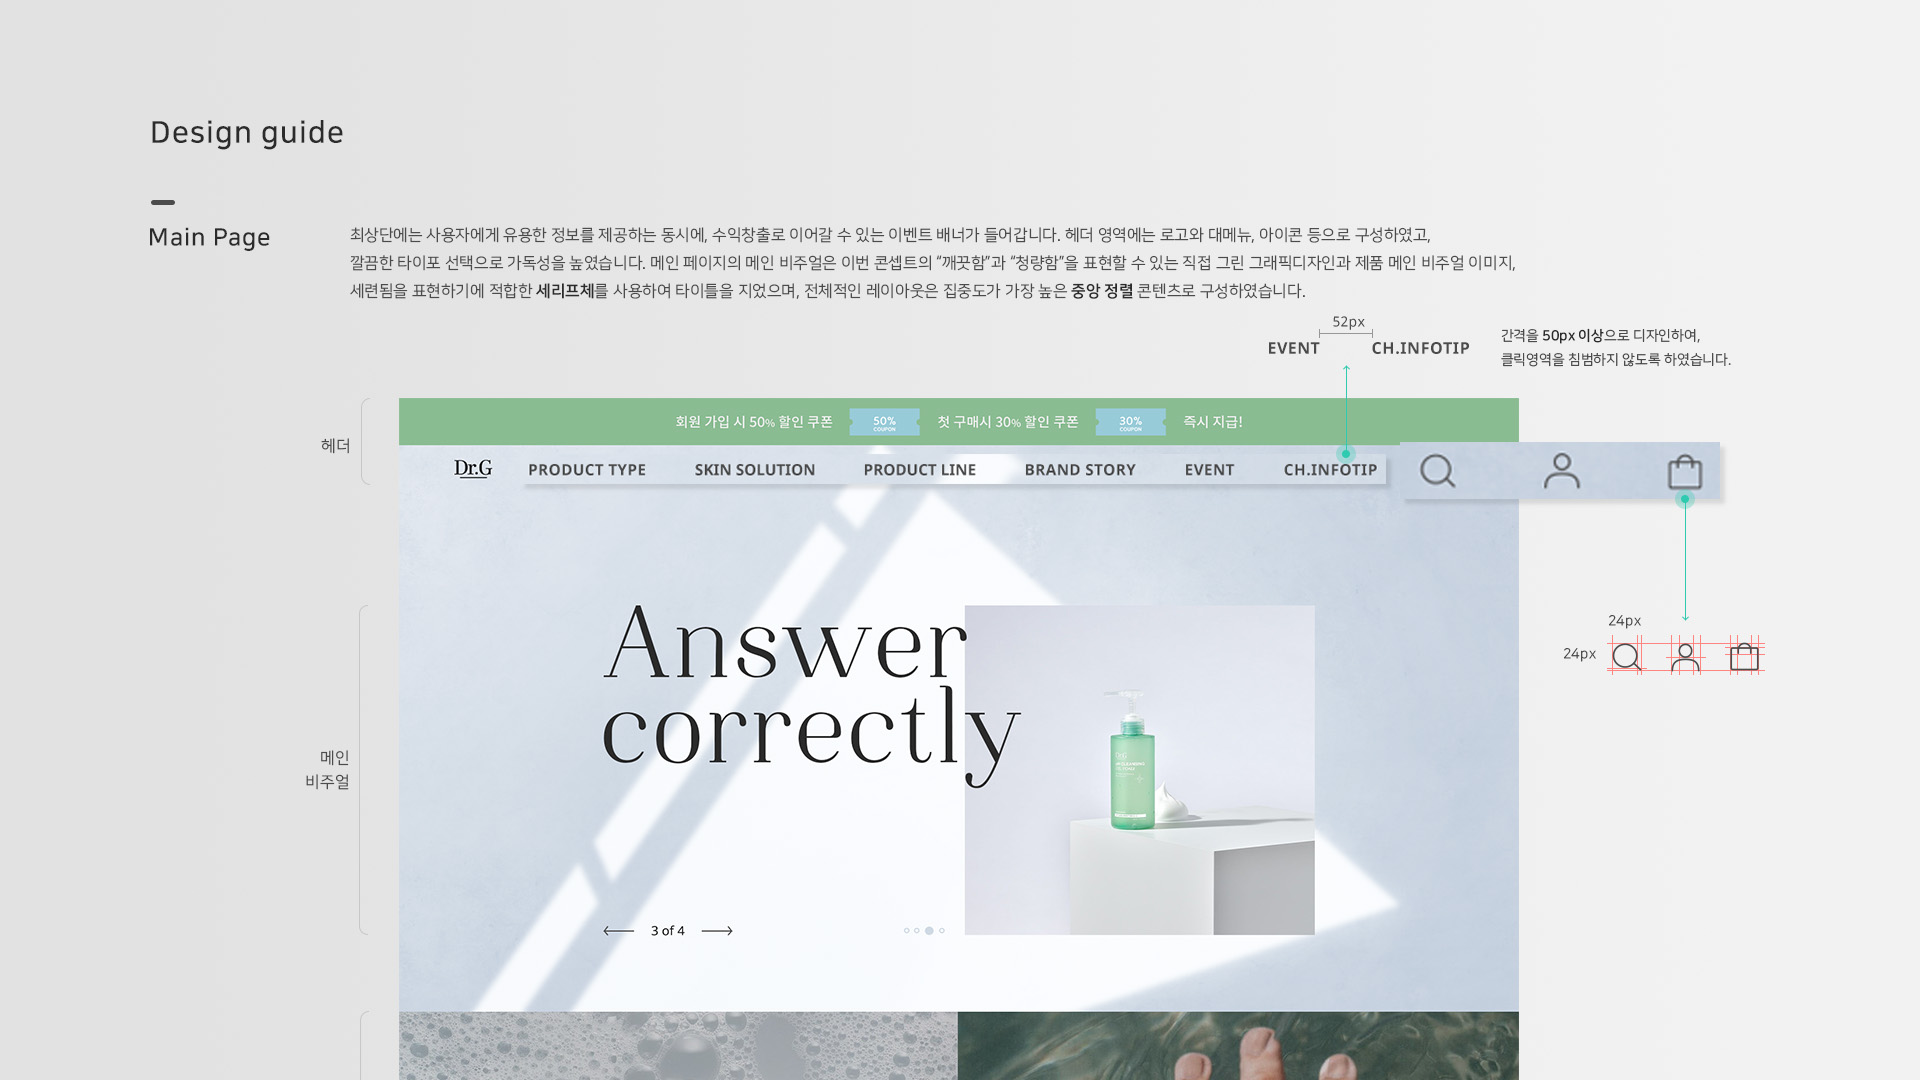 Design guide
Main Page
최상단에는 사용자에게 유용한 정보를 제공하는 동시에, 수익창출로 이어갈 수 있는 이벤트 배너가 들어갑니다. 헤더 영역에는 로고와 대메뉴, 아이콘 등으로 구성하였고,
깔끔한 타이포 선택으로 가독성을 높였습니다. 메인 페이지의 메인 비주얼은 이번 콘셉트의 “깨끗함”과 “청량함”을 표현할 수 있는 직접 그린 그래픽디자인과 제품 메인 비주얼 이미지,
세련됨을 표현하기에 적합한 세리프체를 사용하여 타이틀을 지었으며, 전체적인 레이아웃은 집중도가 가장 높은 중앙 정렬 콘텐츠로 구성하였습니다.
52px
EVENT CH.INFOTIP
간격을 50px 이상으로 디자인하여,
클릭영역을 침범하지 않도록 하였습니다.
헤더
회원 가입 시 50% 할인 쿠폰 50% COUPON 첫 구매시 30% 할인 쿠폰 30% COUPON 즉시 지급!
Dr.G PRODUCT TYPE SKIN SOLUTION PRODUCT LINE BRAND STORY EVENT CH.INFOTIP
24px
24px
메인
비주얼
Answer
correctly
3 of 4